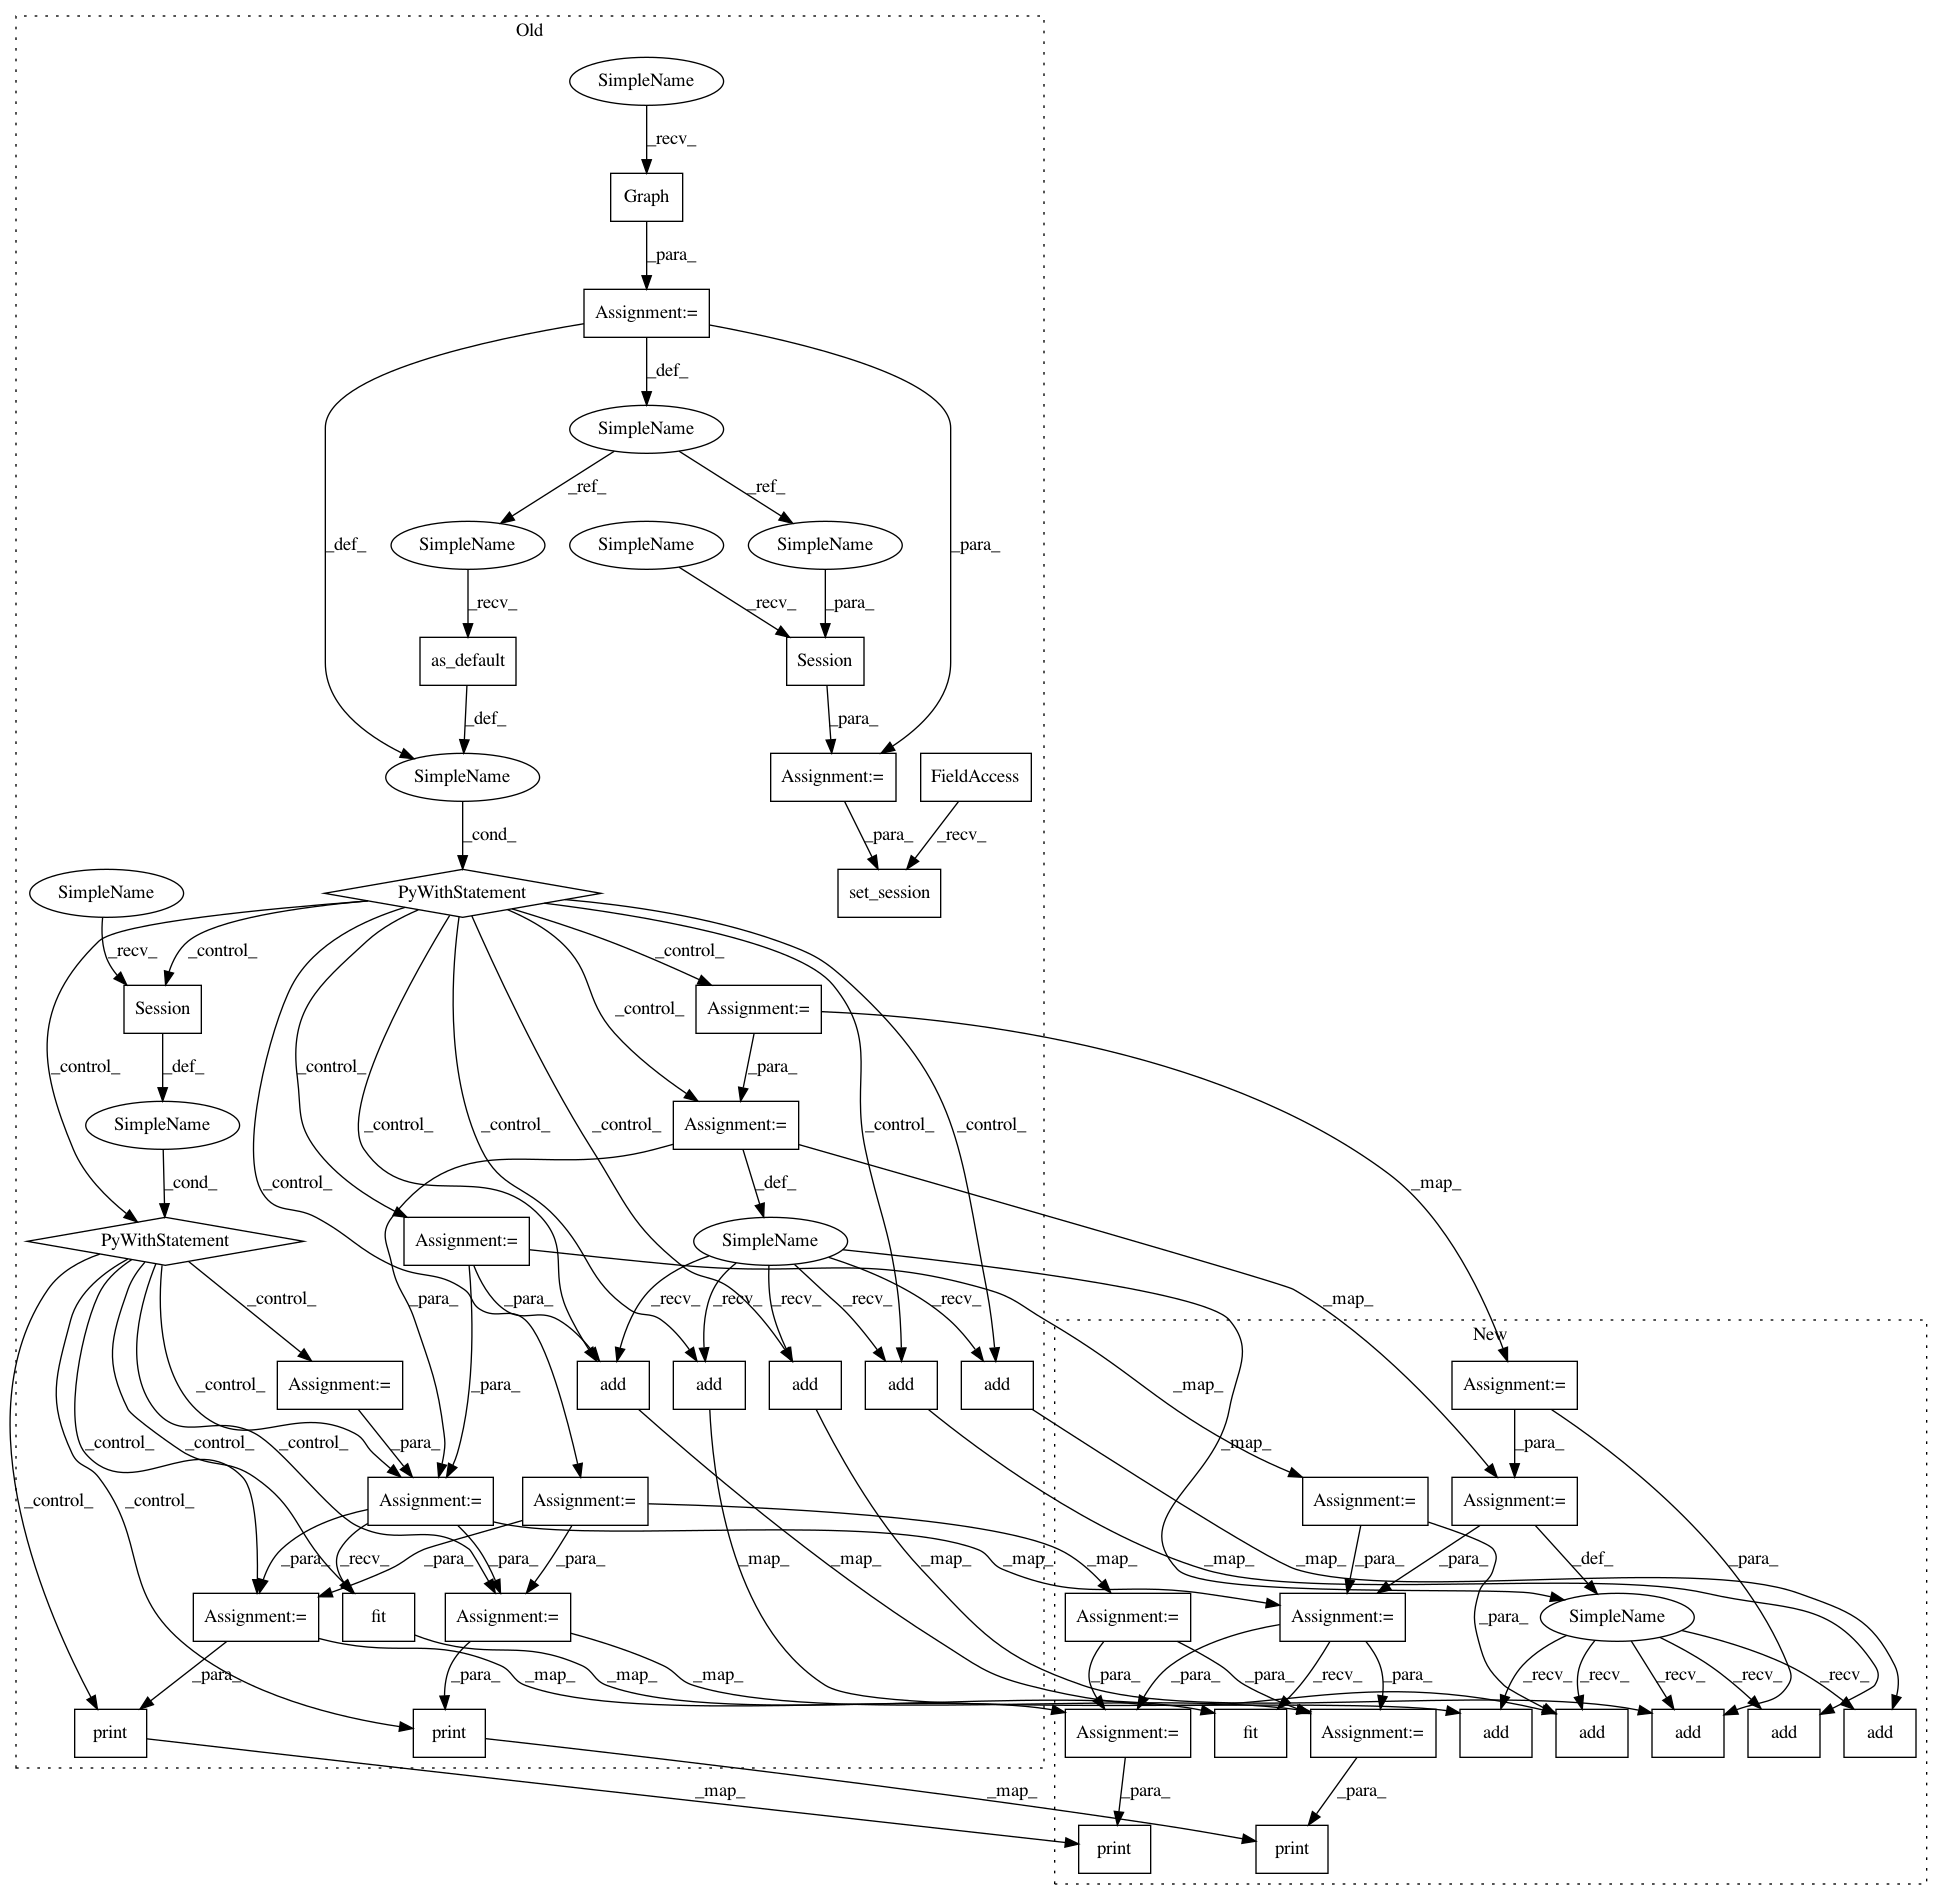 Old
SimpleName
_recv_
Graph
_para_
Assignment:=
_def_
SimpleName
_ref_ _ref_
SimpleName SimpleName SimpleName
_def_ _para_
_recv_ _recv_ _para_
as_default Session
_def_ _para_
SimpleName Assignment:= FieldAccess
_cond_ _para_ _recv_
SimpleName PyWithStatement set_session
_recv_ _control_ _control_
Session Assignment:=
_control_
_control_ _def_ _control_ _para_
SimpleName Assignment:=
_control_ _control_ _control_ _control_ _control_
_cond_ _control_ _def_ _map_
PyWithStatement Assignment:= SimpleName
_control_ _para_ _para_ _recv_ _recv_ _recv_ _recv_ _recv_ _map_
New
Assignment:= add add add add add Assignment:=
_control_ _para_ _map_
_control_ _control_ _control_ _para_ _map_ _para_
_control_ _control_ Assignment:= Assignment:= Assignment:= Assignment:=
_para_ _recv_ _para_ _para_ _para_ _map_ _map_ _map_ _map_ _map_ _map_ _map_ _para_ _para_ _def_ _para_
Assignment:= fit Assignment:= Assignment:= Assignment:= SimpleName
_para_
_para_ _map_ _para_ _map_ _map_ _para_ _para_ _para_ _recv_ _para_ _recv_ _recv_ _recv_ _recv_ _recv_
print print Assignment:= fit Assignment:= add add add add add
_map_ _map_ _para_ _para_
print print